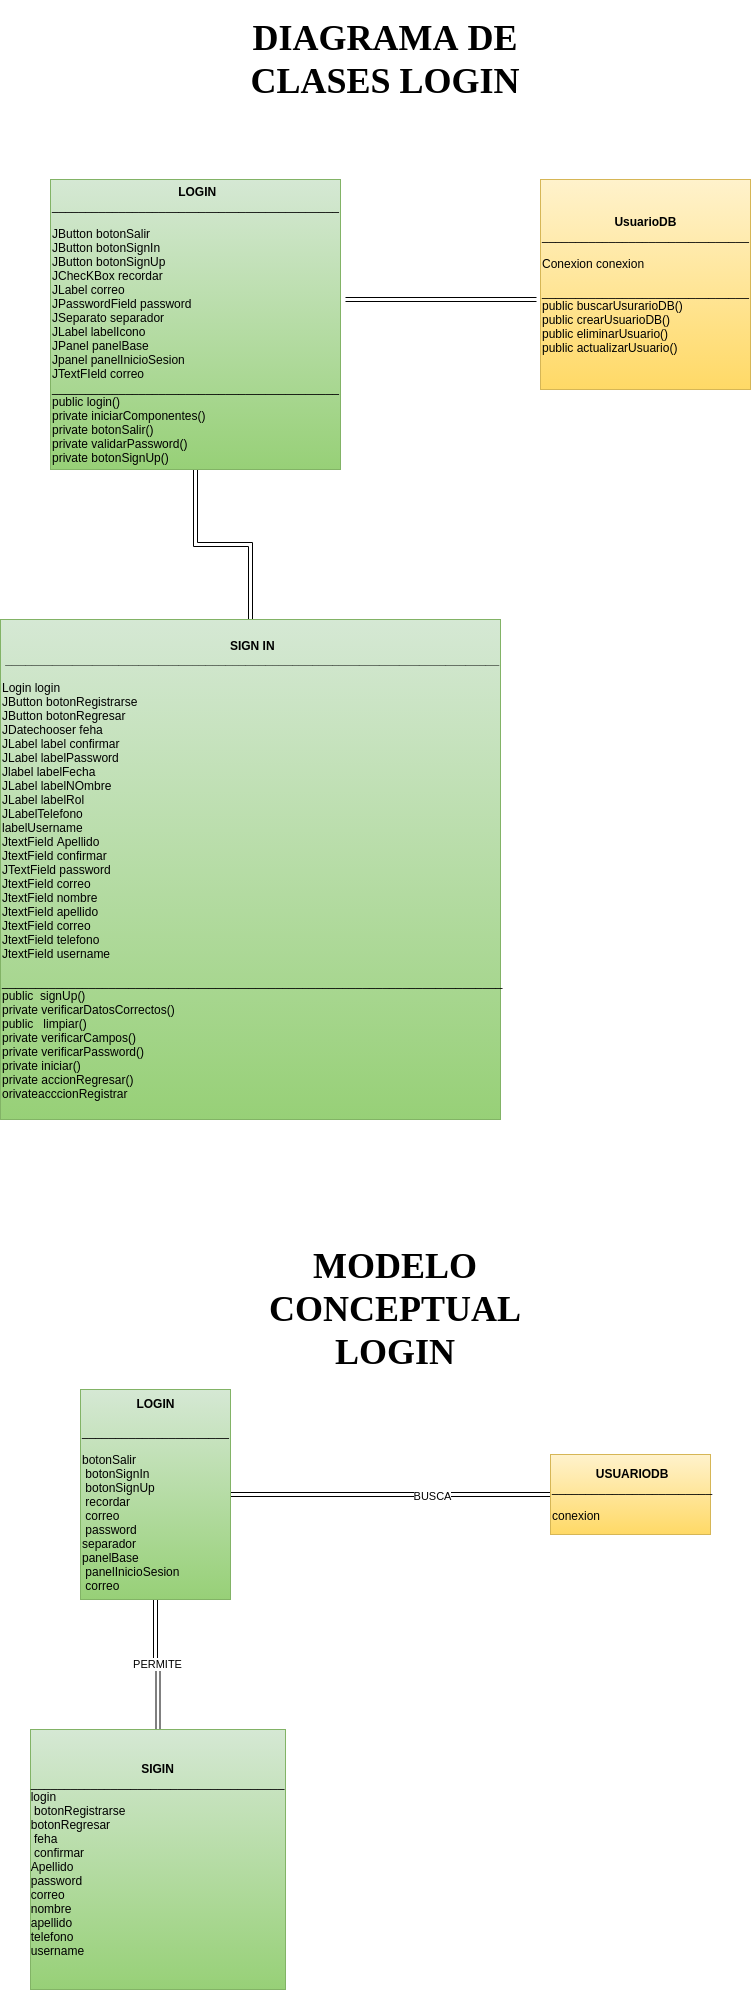 DIAGRAMA DE
CLASES LOGIN
LOGIN
JButton botonSalir
JButton botonSignIn
JButton botonSignUp
JChecKBox recordar
JLabel correo
JPasswordField password
JSeparato separador
JLabel labelIcono
JPanel panelBase
Jpanel panelInicioSesion
JTextFIeld correo
public login()
private iniciarComponentes()
private botonSalir()
private validarPassword()
private botonSignUp()
UsuarioDB
Conexion conexion
public buscarUsurarioDB()
public crearUsuarioDB()
public eliminarUsuario()
public actualizarUsuario()
SIGN IN
Login login
JButton botonRegistrarse
JButton botonRegresar
JDatechooser feha
JLabel label confirmar
JLabel labelPassword
Jlabel labelFecha
JLabel labelNOmbre
JLabel labelRol
JLabelTelefono
labelUsername
JtextField Apellido
JtextField confirmar
JTextField password
JtextField correo
JtextField nombre
JtextField apellido
JtextField correo
JtextField telefono
JtextField username
public  signUp()
private verificarDatosCorrectos()
public   limpiar()
private verificarCampos()
private verificarPassword()
private iniciar()
private accionRegresar()
orivateacccionRegistrar
MODELO
CONCEPTUAL
LOGIN
LOGIN
botonSalir
botonSignIn
botonSignUp
recordar
correo
password
separador
panelBase
panelInicioSesion
correo
BUSCA
USUARIODB
conexion
PERMITE
SIGIN
login
botonRegistrarse
botonRegresar
feha
confirmar
Apellido
password
correo
nombre
apellido
telefono
username